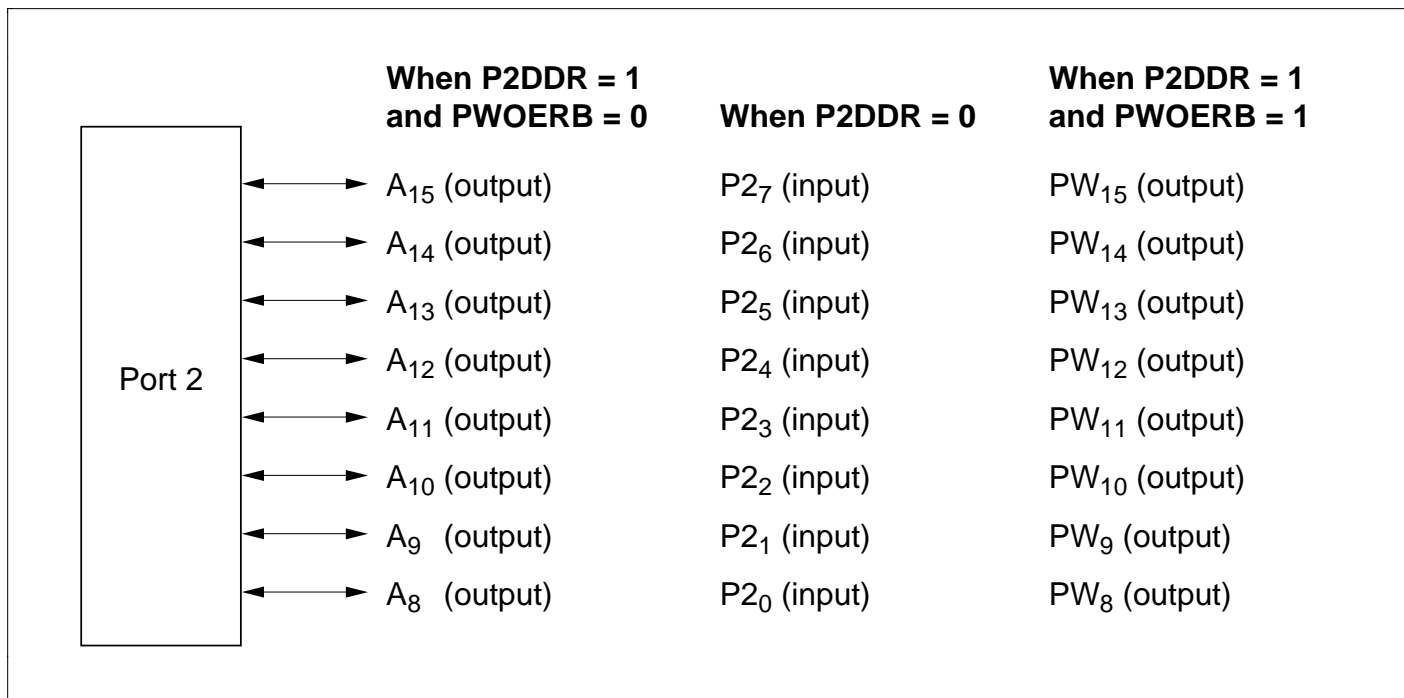 When P2DDR = 1 and PWOERB = 0
When P2DDR = 0
When P2DDR = 1 and PWOERB = 1
Port 2
A15 (output) P27 (input) PW15 (output)
A14 (output) P26 (input) PW14 (output)
A13 (output) P25 (input) PW13 (output)
A12 (output) P24 (input) PW12 (output)
A11 (output) P23 (input) PW11 (output)
A10 (output) P22 (input) PW10 (output)
A9 (output) P21 (input) PW9 (output)
A8 (output) P20 (input) PW8 (output)